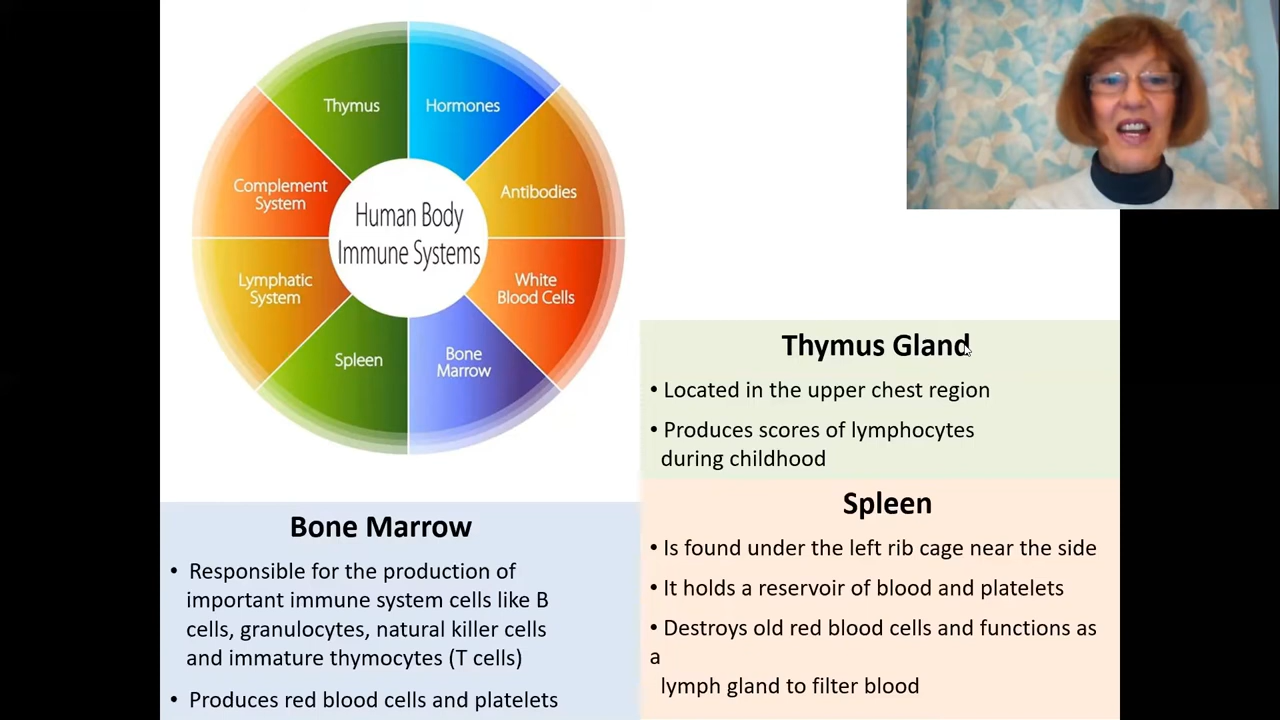 Thymus
Hormones
Complement
System
Antibodies
Human Body
Immune Systems
Lymphatic
System
White
Blood Cells
Spleen
Bone
Marrow
Thymus Gland
• Located in the upper chest region
• Produces scores of lymphocytes
during childhood
Spleen
• Is found under the left rib cage near the side
• It holds a reservoir of blood and platelets
• Destroys old red blood cells and functions as
a
lymph gland to filter blood
Bone Marrow
• Responsible for the production of
important immune system cells like B
cells, granulocytes, natural killer cells
and immature thymocytes (T cells)
• Produces red blood cells and platelets